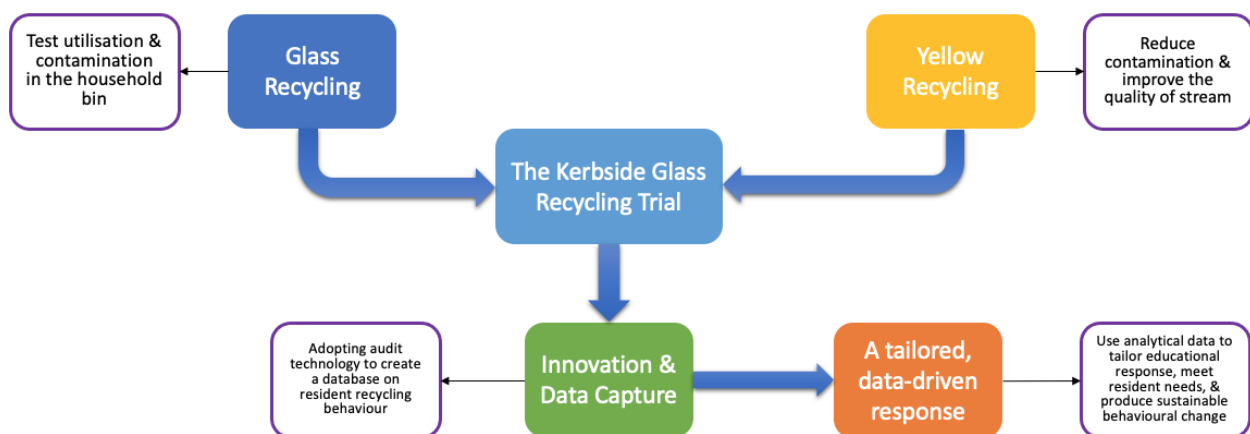 Test utilisation &
contamination
in the household
bin
Glass
Recycling
Yellow
Recycling
Reduce
contamination &
improve the
quality of stream
The Kerbside Glass
Recycling Trial
Adopting audit
technology to create
a database on
resident recycling
behaviour
Innovation &
Data Capture
A tailored,
data-driven
response
Use analytical data to
tailor educational
response, meet
resident needs, &
produce sustainable
behavioural change